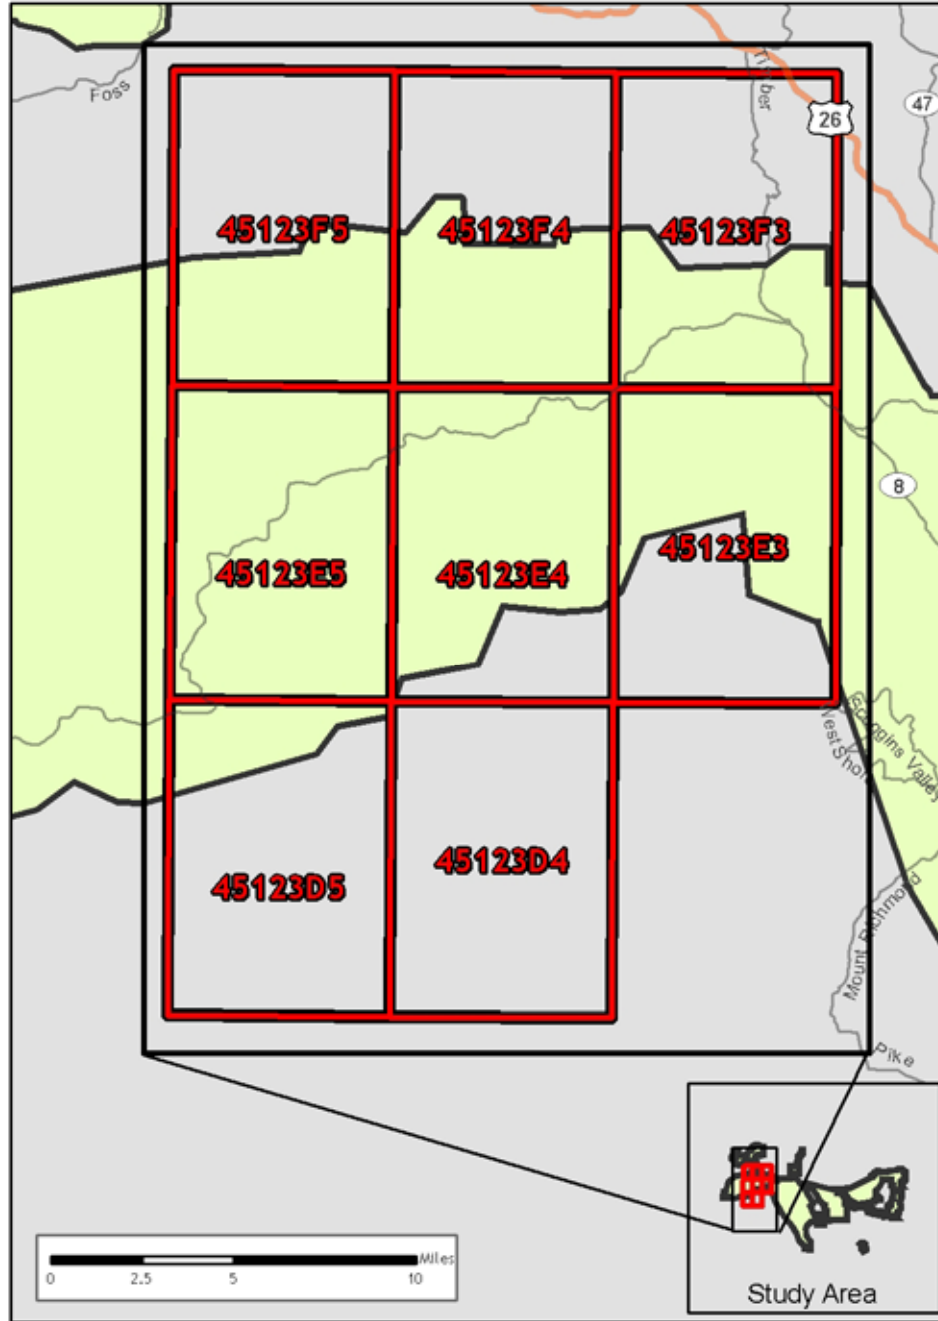 Foss
Timber
26
47
45123F5
45123F4
45123F3
8
45123E5
45123E4
45123E3
Scoggins Valley
West Shore
45123D5
45123D4
Mount Richmond
Pike
Miles
0 2.5 5 10
Study Area